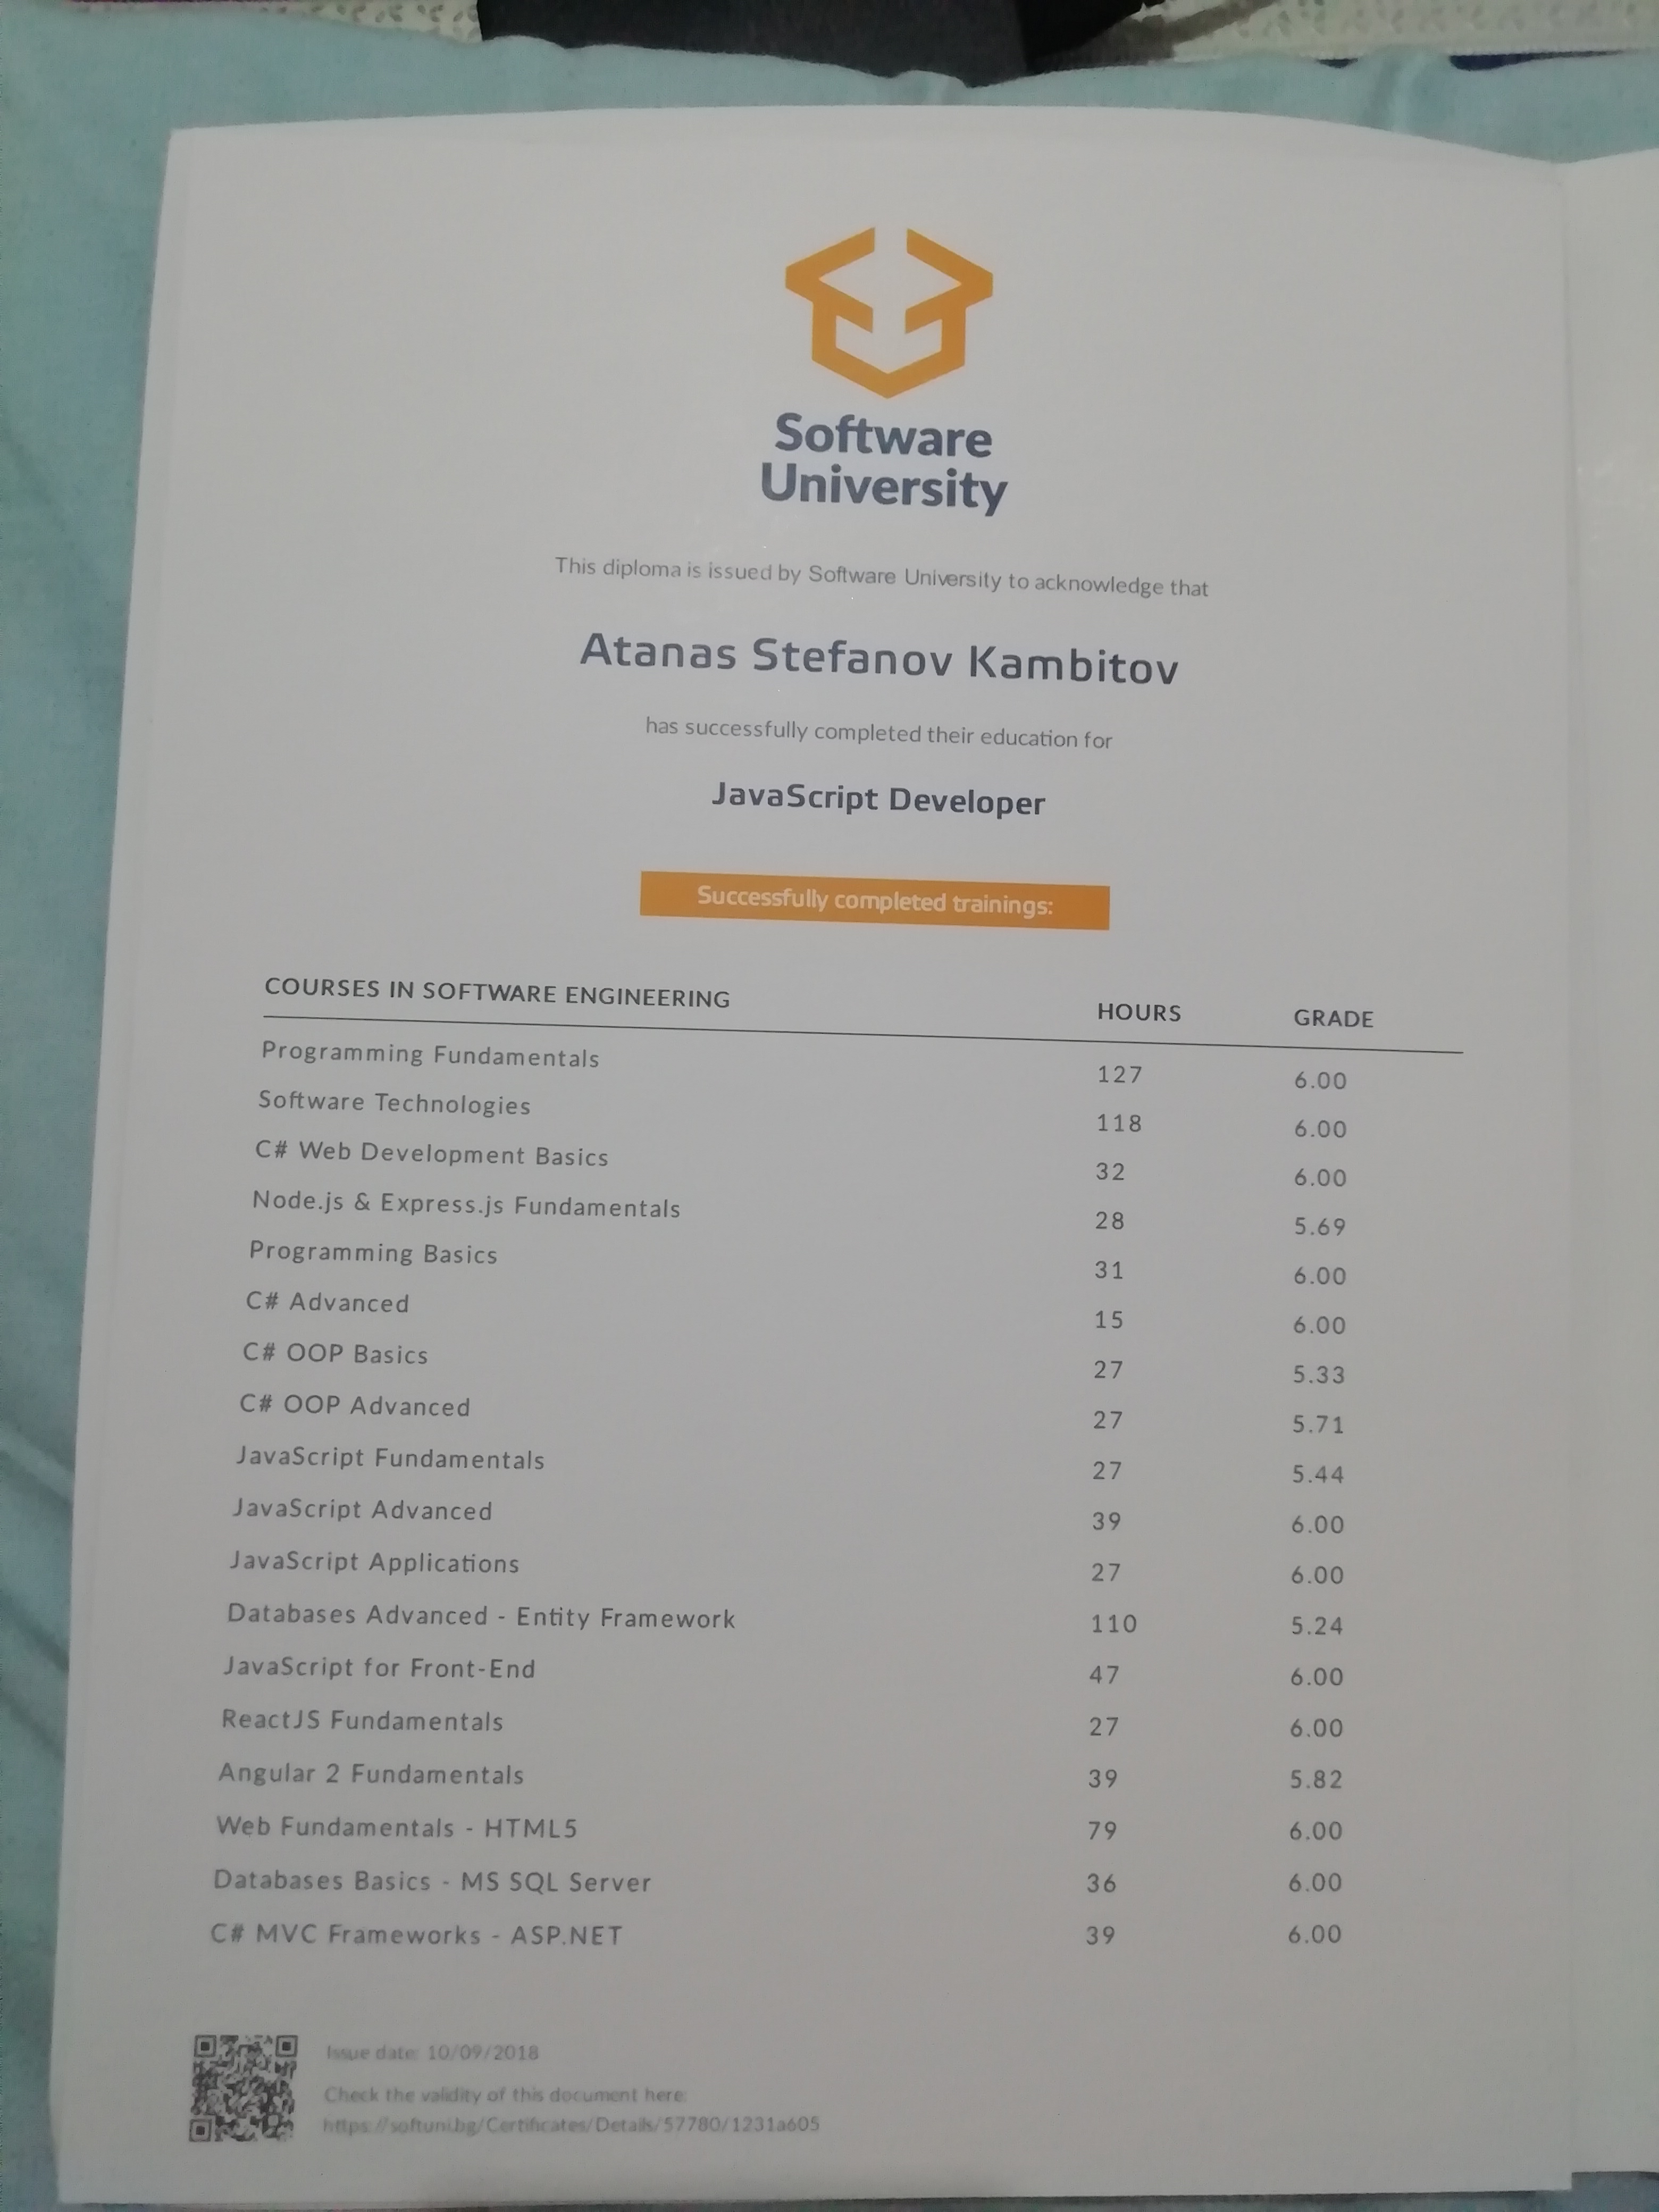 Software
University
This diploma is issued by Software University to acknowledge that
Atanas Stefanov Kambitov
has successfully completed their education for
JavaScript Developer
Successfully completed trainings:
COURSES IN SOFTWARE ENGINEERING HOURS GRADE
Programming Fundamentals 127 6.00
Software Technologies 118 6.00
C# Web Development Basics 32 6.00
Node.js & Express.js Fundamentals 28 5.69
Programming Basics 31 6.00
C# Advanced 15 6.00
C# OOP Basics 27 5.33
C# OOP Advanced 27 5.71
JavaScript Fundamentals 27 5.44
JavaScript Advanced 39 6.00
JavaScript Applications 27 6.00
Databases Advanced - Entity Framework 110 5.24
JavaScript for Front-End 47 6.00
ReactJS Fundamentals 27 6.00
Angular 2 Fundamentals 39 5.82
Web Fundamentals - HTML5 79 6.00
Databases Basics - MS SQL Server 36 6.00
C# MVC Frameworks - ASP.NET 39 6.00
Issue date: 10/09/2018
Check the validity of this document here:
https://softuni.bg/Certificates/Details/57780/1231a605